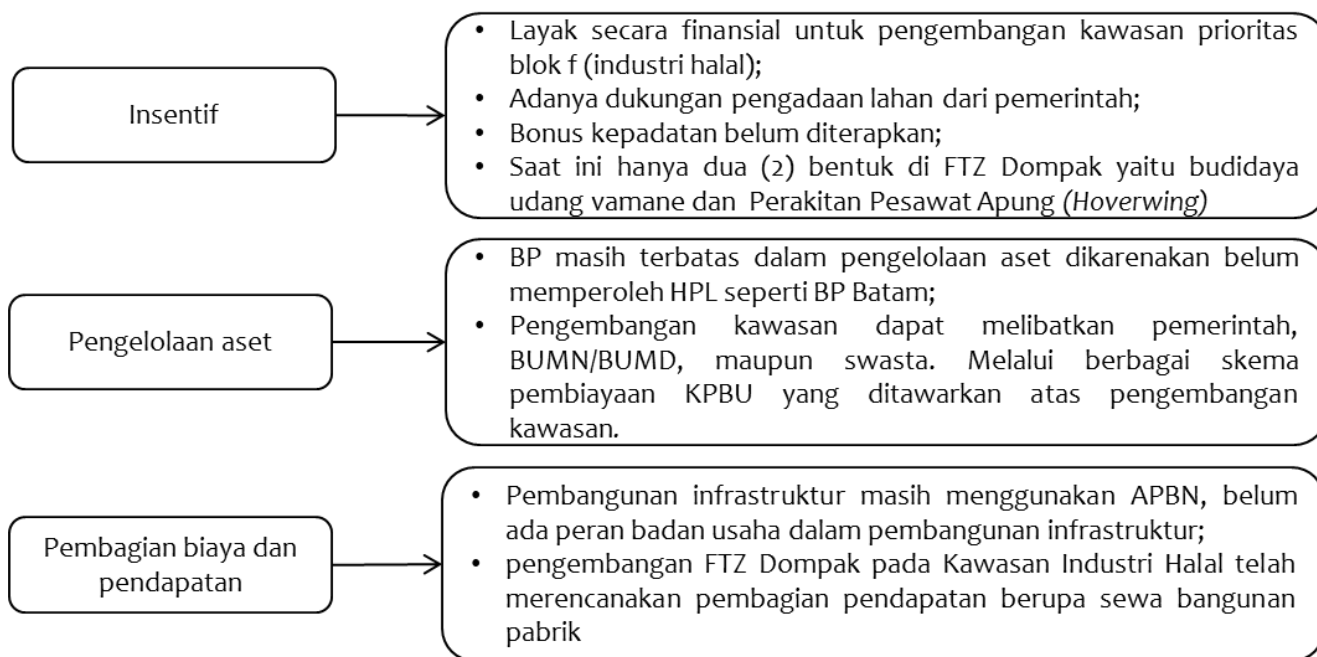 Insentif
• Layak secara finansial untuk pengembangan kawasan prioritas
blok f (industri halal);
• Adanya dukungan pengadaan lahan dari pemerintah;
• Bonus kepadatan belum diterapkan;
• Saat ini hanya dua (2) bentuk di FTZ Dompak yaitu budidaya
udang vamane dan Perakitan Pesawat Apung (Hoverwing)
Pengelolaan aset
• BP masih terbatas dalam pengelolaan aset dikarenakan belum
memperoleh HPL seperti BP Batam;
• Pengembangan kawasan dapat melibatkan pemerintah,
BUMN/BUMD, maupun swasta. Melalui berbagai skema
pembiayaan KPBU yang ditawarkan atas pengembangan
kawasan.
Pembagian biaya dan
pendapatan
• Pembangunan infrastruktur masih menggunakan APBN, belum
ada peran badan usaha dalam pembangunan infrastruktur;
• pengembangan FTZ Dompak pada Kawasan Industri Halal telah
merencanakan pembagian pendapatan berupa sewa bangunan
pabrik